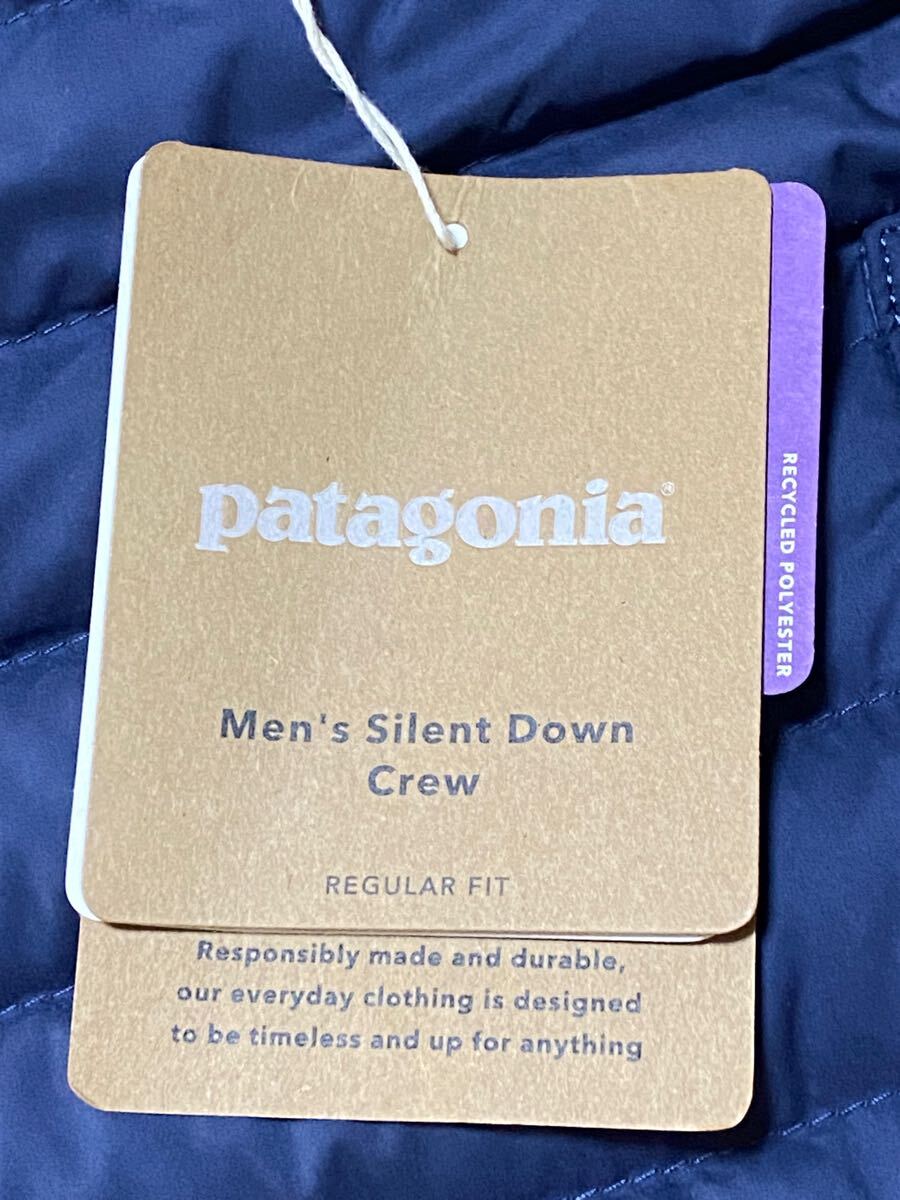 patagonia®
Men's Silent Down
Crew
REGULAR FIT
RECYCLED POLYESTER
Responsibly made and durable,
our everyday clothing is designed
to be timeless and up for anything